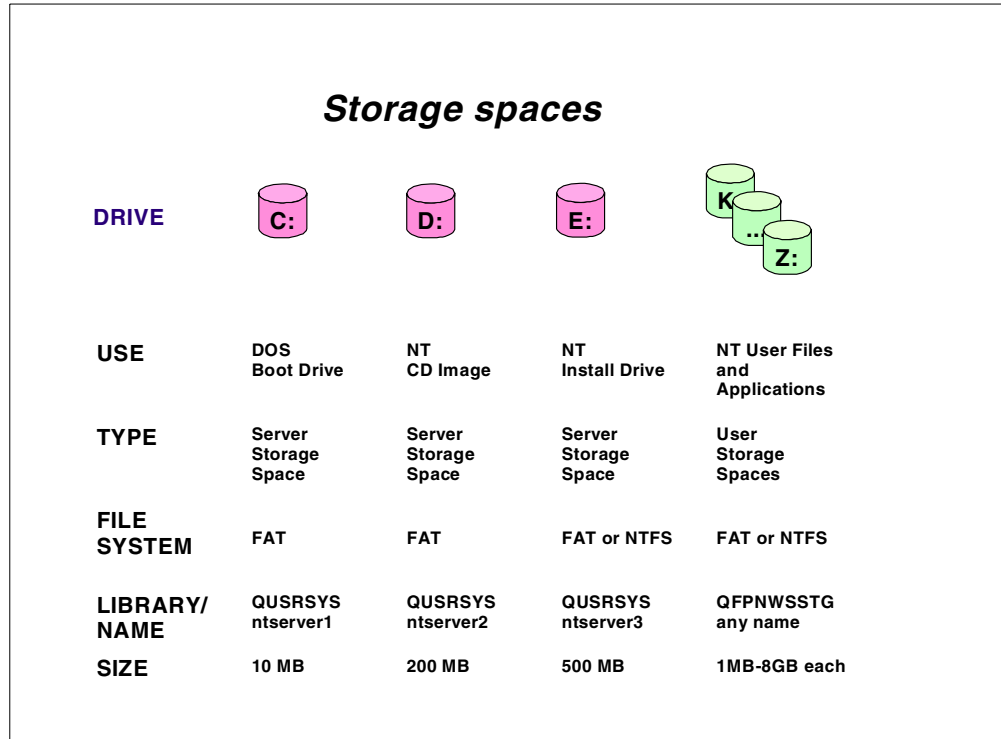 Storage spaces
DRIVE C: D: E: K ... Z:
USE DOS NT NT NT User Files
Boot Drive CD Image Install Drive and
Applications
TYPE Server Server Server User
Storage Storage Storage Storage
Space Space Space Spaces
FILE
SYSTEM FAT FAT FAT or NTFS FAT or NTFS
LIBRARY/ QUSRSYS QUSRSYS QUSRSYS QFPNWSSTG
NAME ntserver1 ntserver2 ntserver3 any name
SIZE 10 MB 200 MB 500 MB 1MB-8GB each